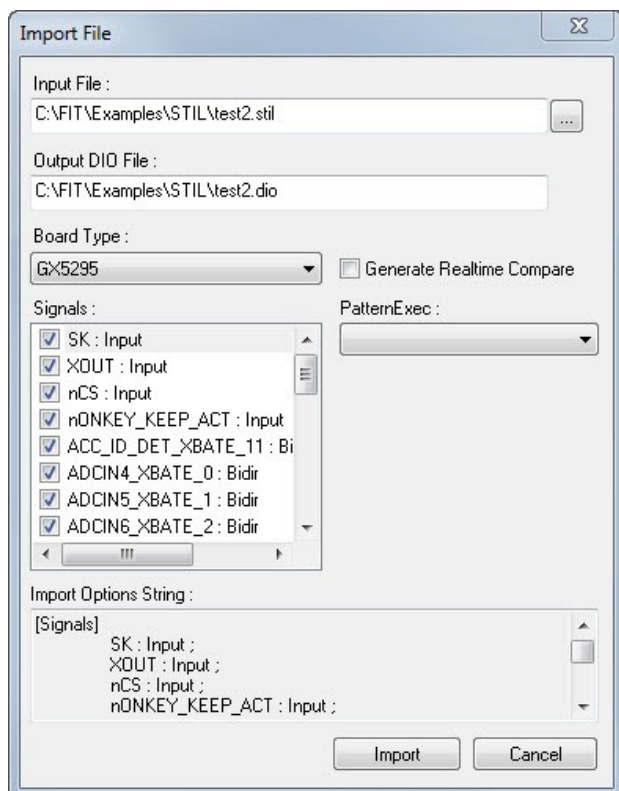 Import File
Input File :
C:\FIT\Examples\STIL\test2.stil
...
Output DIO File :
C:\FIT\Examples\STIL\test2.dio
Board Type :
GX5295
Generate Realtime Compare
Signals :
PatternExec :
SK : Input
XOUT : Input
nCS : Input
nONKEY_KEEP_ACT : Input
ACC_ID_DET_XBATE_11 : Bi
ADCIN4_XBATE_0 : Bidir
ADCIN5_XBATE_1 : Bidir
ADCIN6_XBATE_2 : Bidir
Import Options String :
[Signals]
SK : Input ;
XOUT : Input ;
nCS : Input ;
nONKEY_KEEP_ACT : Input ;
Import
Cancel